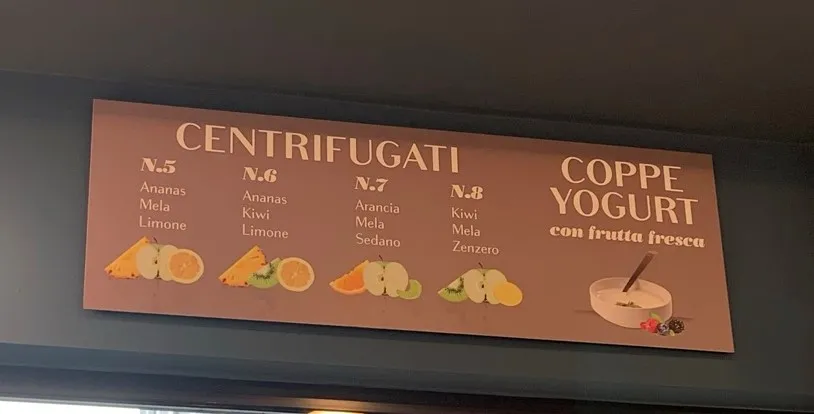 CENTRIFUGATI
N.5
Ananas
Mela
Limone
N.6
Ananas
Kiwi
Limone
N.7
Arancia
Mela
Sedano
N.8
Kiwi
Mela
Zenzero
COPPE
YOGURT
con frutta fresca